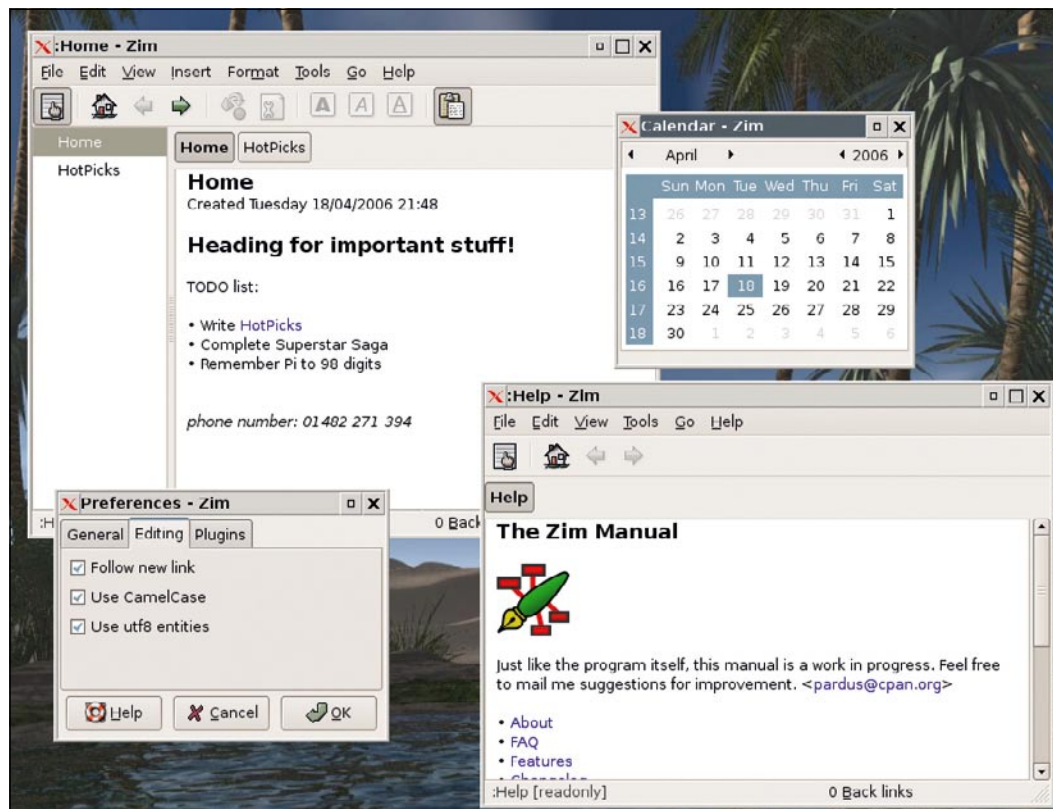 :Home - Zim
File Edit View Insert Format Tools Go Help
Home
HotPicks
Home HotPicks
Home
Created Tuesday 18/04/2006 21:48
Heading for important stuff!
TODO list:
• Write HotPicks
• Complete Superstar Saga
• Remember Pi to 98 digits
phone number: 01482 271 394
:H
0 Back
Calendar - Zim
April 2006
Sun Mon Tue Wed Thu Fri Sat
13 26 27 28 29 30 31 1
14 2 3 4 5 6 7 8
15 9 10 11 12 13 14 15
16 16 17 18 19 20 21 22
17 23 24 25 26 27 28 29
18 30 1 2 3 4 5 6
Preferences - Zim
General Editing Plugins
Follow new link
Use CamelCase
Use utf8 entities
Help Cancel OK
:Help - Zim
File Edit View Tools Go Help
Help
The Zim Manual
Just like the program itself, this manual is a work in progress. Feel free
to mail me suggestions for improvement. <pardus@cpan.org>
• About
• FAQ
• Features
• Changelog
:Help [readonly] 0 Back links